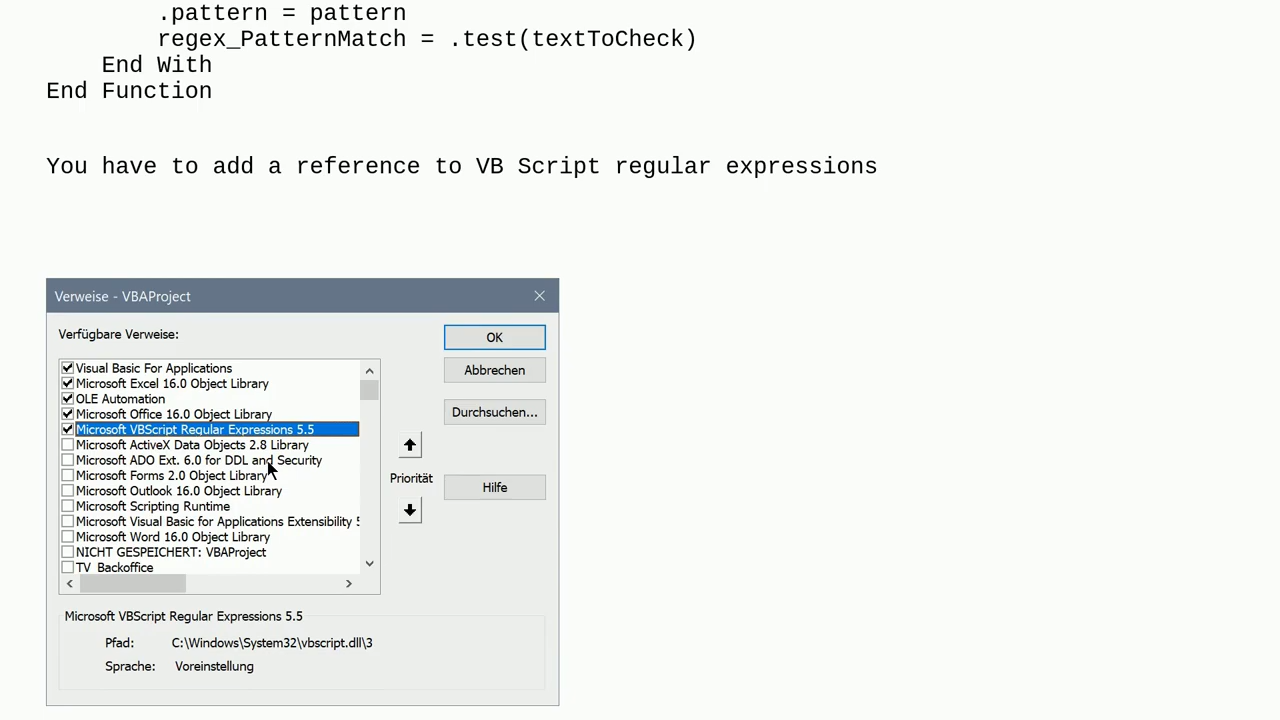 .pattern = pattern
regex_PatternMatch = .test(textToCheck)
End With
End Function
You have to add a reference to VB Script regular expressions
Verweise - VBAProject
Verfügbare Verweise:
OK
Visual Basic For Applications
Microsoft Excel 16.0 Object Library
Abbrechen
OLE Automation
Microsoft Office 16.0 Object Library
Durchsuchen...
Microsoft VBScript Regular Expressions 5.5
Microsoft ActiveX Data Objects 2.8 Library
Microsoft ADO Ext. 6.0 for DDL and Security
Microsoft Forms 2.0 Object Library
Priorität
Microsoft Outlook 16.0 Object Library
Hilfe
Microsoft Scripting Runtime
Microsoft Visual Basic for Applications Extensibility
Microsoft Word 16.0 Object Library
NICHT GESPEICHERT: VBAProject
TV_Backoffice
Microsoft VBScript Regular Expressions 5.5
Pfad: C:\Windows\System32\vbscript.dll\3
Sprache: Voreinstellung